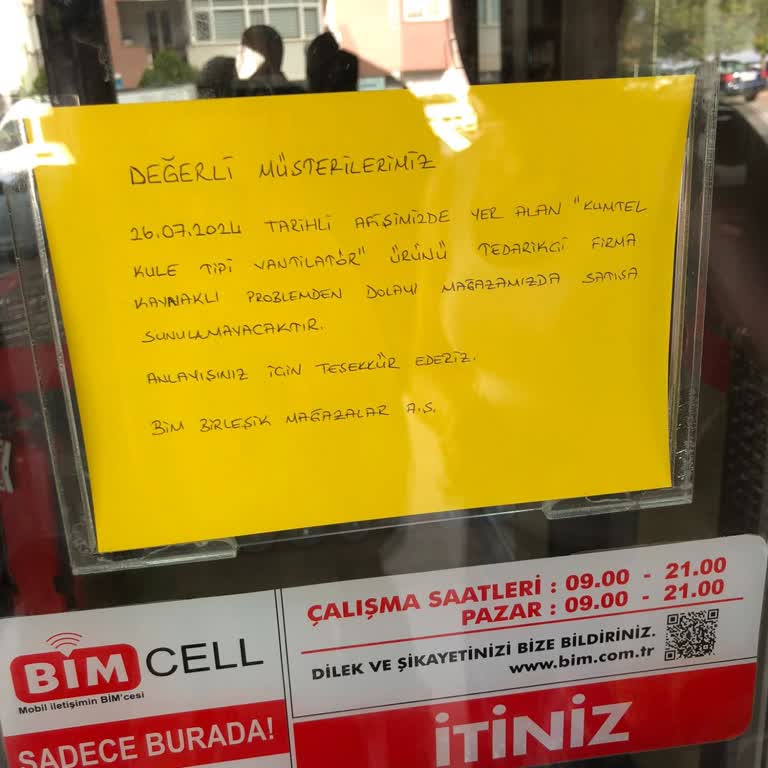 DEĞERLİ MÜSTERİLERİMİZ
26.07.2024 TARİHLİ AFİŞİMİZDE YER ALAN "KUMTEL
KULE TİPİ VANTİLATÖR" ÜRÜNÜ TEDARİKÇİ FİRMA
KAYNAKLI PROBLEMDEN DOLAYI MAĞAZAMIZDA SATISA
SUNULAMAYACAKTIR.
ANLAYIŞINIZ İÇİN TEŞEKKÜR EDERİZ.
BİM BİRLEŞİK MAĞAZALAR A.Ş.
BİM CELL
Mobil iletişimin BİM'cesi
SADECE BURADA!
ÇALIŞMA SAATLERİ : 09.00 - 21.00
PAZAR : 09.00 - 21.00
DİLEK VE ŞİKAYETİNİZİ BİZE BİLDİRİNİZ.
www.bim.com.tr
İTİNİZ